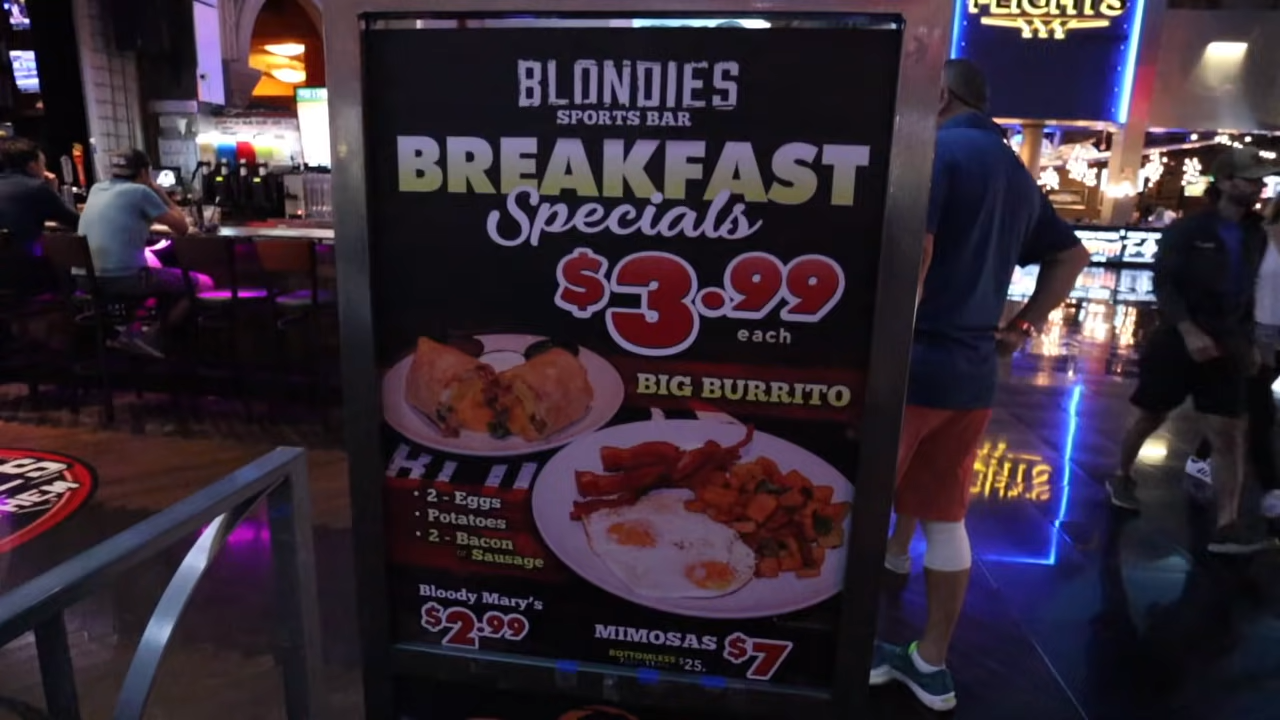 FLIGHTS
BLONDIES
SPORTS BAR
BREAKFAST
Specials
$3.99
each
BIG BURRITO
• 2 - Eggs
• Potatoes
• 2 - Bacon
or Sausage
Bloody Mary's
$2.99
MIMOSAS $7
BOTTOMLESS $25.